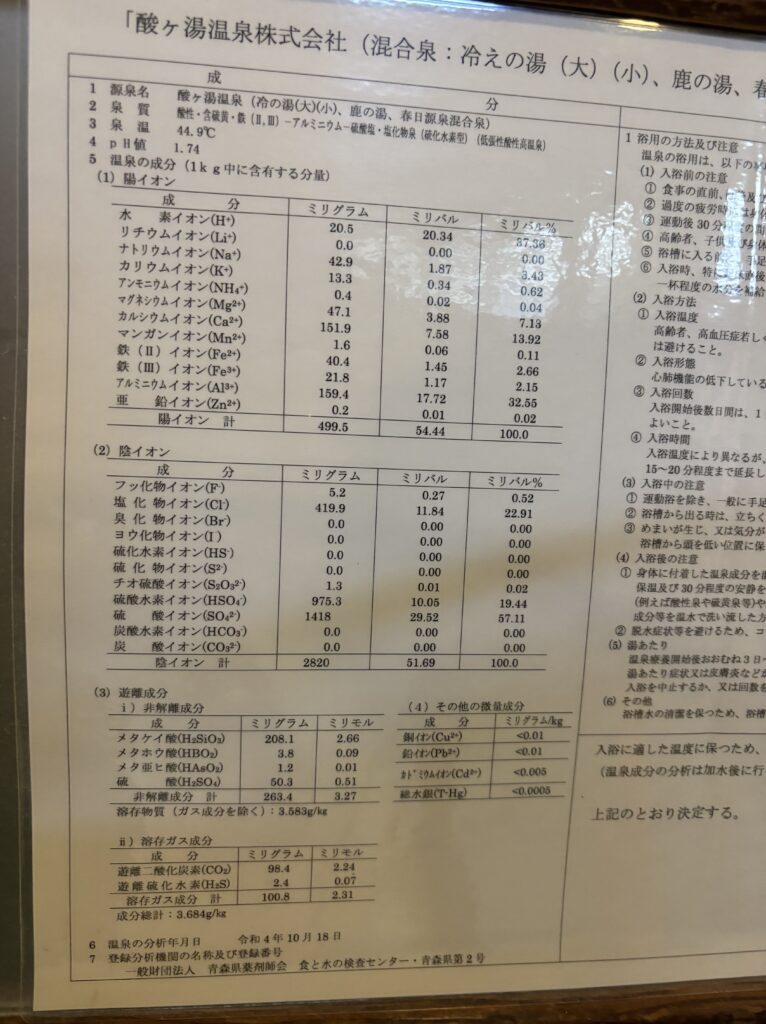 「酸ヶ湯温泉株式会社（混合泉：冷えの湯（大）（小）、鹿の湯、春
成 分
1 源泉名 酸ヶ湯温泉（冷の湯(大)(小)、鹿の湯、春日源泉混合泉）
2 泉 質 酸性・含硫黄・鉄（II,III）－アルミニウム－硫酸塩・塩化物泉（硫化水素型）（低張性酸性高温泉）
3 泉 温 44.9℃
4 pH値 1.74
5 温泉の成分（1kg中に含有する分量）
(1) 陽イオン
成 分 ミリグラム ミリバル ミリバル%
水 素イオン(H⁺) 20.5 20.34 37.36
リチウムイオン(Li⁺) 0.0 0.00 0.00
ナトリウムイオン(Na⁺) 42.9 1.87 3.43
カリウムイオン(K⁺) 13.3 0.34 0.62
アンモニウムイオン(NH₄⁺) 0.4 0.02 0.04
マグネシウムイオン(Mg²⁺) 47.1 3.88 7.13
カルシウムイオン(Ca²⁺) 151.9 7.58 13.92
マンガンイオン(Mn²⁺) 1.6 0.06 0.11
鉄（II）イオン(Fe²⁺) 40.4 1.45 2.66
鉄（III）イオン(Fe³⁺) 21.8 1.17 2.15
アルミニウムイオン(Al³⁺) 159.4 17.72 32.55
亜 鉛イオン(Zn²⁺) 0.2 0.01 0.02
陽イオン 計 499.5 54.44 100.0
(2) 陰イオン
成 分 ミリグラム ミリバル ミリバル%
フッ化物イオン(F⁻) 5.2 0.27 0.52
塩 化 物イオン(Cl⁻) 419.9 11.84 22.91
臭 化 物イオン(Br⁻) 0.0 0.00 0.00
ヨウ化物イオン(I⁻) 0.0 0.00 0.00
硫化水素イオン(HS⁻) 0.0 0.00 0.00
硫 化 物イオン(S²⁻) 0.0 0.00 0.00
チオ硫酸イオン(S₂O₃²⁻) 1.3 0.01 0.02
硫酸水素イオン(HSO₄⁻) 975.3 10.05 19.44
硫 酸イオン(SO₄²⁻) 1418 29.52 57.11
炭酸水素イオン(HCO₃⁻) 0.0 0.00 0.00
炭 酸イオン(CO₃²⁻) 0.0 0.00 0.00
陰イオン 計 2820 51.69 100.0
(3) 遊離成分
i）非解離成分
成 分 ミリグラム ミリモル
メタケイ酸(H₂SiO₃) 208.1 2.66
メタホウ酸(HBO₂) 3.8 0.09
メタ亜ヒ酸(HAsO₂) 1.2 0.01
硫 酸(H₂SO₄) 50.3 0.51
非解離成分 計 263.4 3.27
溶存物質（ガス成分を除く）：3.583g/kg
ii）溶存ガス成分
成 分 ミリグラム ミリモル
遊離二酸化炭素(CO₂) 98.4 2.24
遊離硫化水素(H₂S) 2.4 0.07
溶存ガス成分 計 100.8 2.31
成分総計：3.684g/kg
(4) その他の微量成分
成 分 ミリグラム/kg
銅イオン(Cu²⁺) <0.01
鉛イオン(Pb²⁺) <0.01
カドミウムイオン(Cd²⁺) <0.005
総水銀(T-Hg) <0.0005
6 温泉の分析年月日 令和4年10月18日
7 登録分析機関の名称及び登録番号
一般財団法人 青森県薬剤師会 食と水の検査センター・青森県第2号
1 浴用の方法及び注意
温泉の浴用は、以下の
(1) 入浴前の注意
① 食事の直前、
② 過度の疲労時
③ 運動後30分程度の間
④ 高齢者、子供
⑤ 浴槽に入る前 手足
⑥ 入浴時、特に 直後
一杯程度の水分を補給
(2) 入浴方法
① 入浴温度
高齢者、高血圧症若しく
は避けること。
② 入浴形態
心肺機能の低下している
③ 入浴回数
入浴開始後数日間は、1
よいこと。
④ 入浴時間
入浴温度により異なるが、
15～20分程度まで延長し
(3) 入浴中の注意
① 運動浴を除き、一般に手足
② 浴槽から出る時は、立ちく
③ めまいが生じ、又は気分が
浴槽から頭を低い位置に保
(4) 入浴後の注意
① 身体に付着した温泉成分を
保温及び30分程度の安静を
(例えば酸性泉や硫黄泉等)や
成分等を温水で洗い流した方
② 脱水症状等を避けるため、コ
(5) 湯あたり
温泉療養開始後おおむね3日～
湯あたり症状又は皮膚炎などが
入浴を中止するか、又は回数を
(6) その他
浴槽水の清潔を保つため、浴槽
入浴に適した温度に保つため、
（温泉成分の分析は加水後に行
上記のとおり決定する。